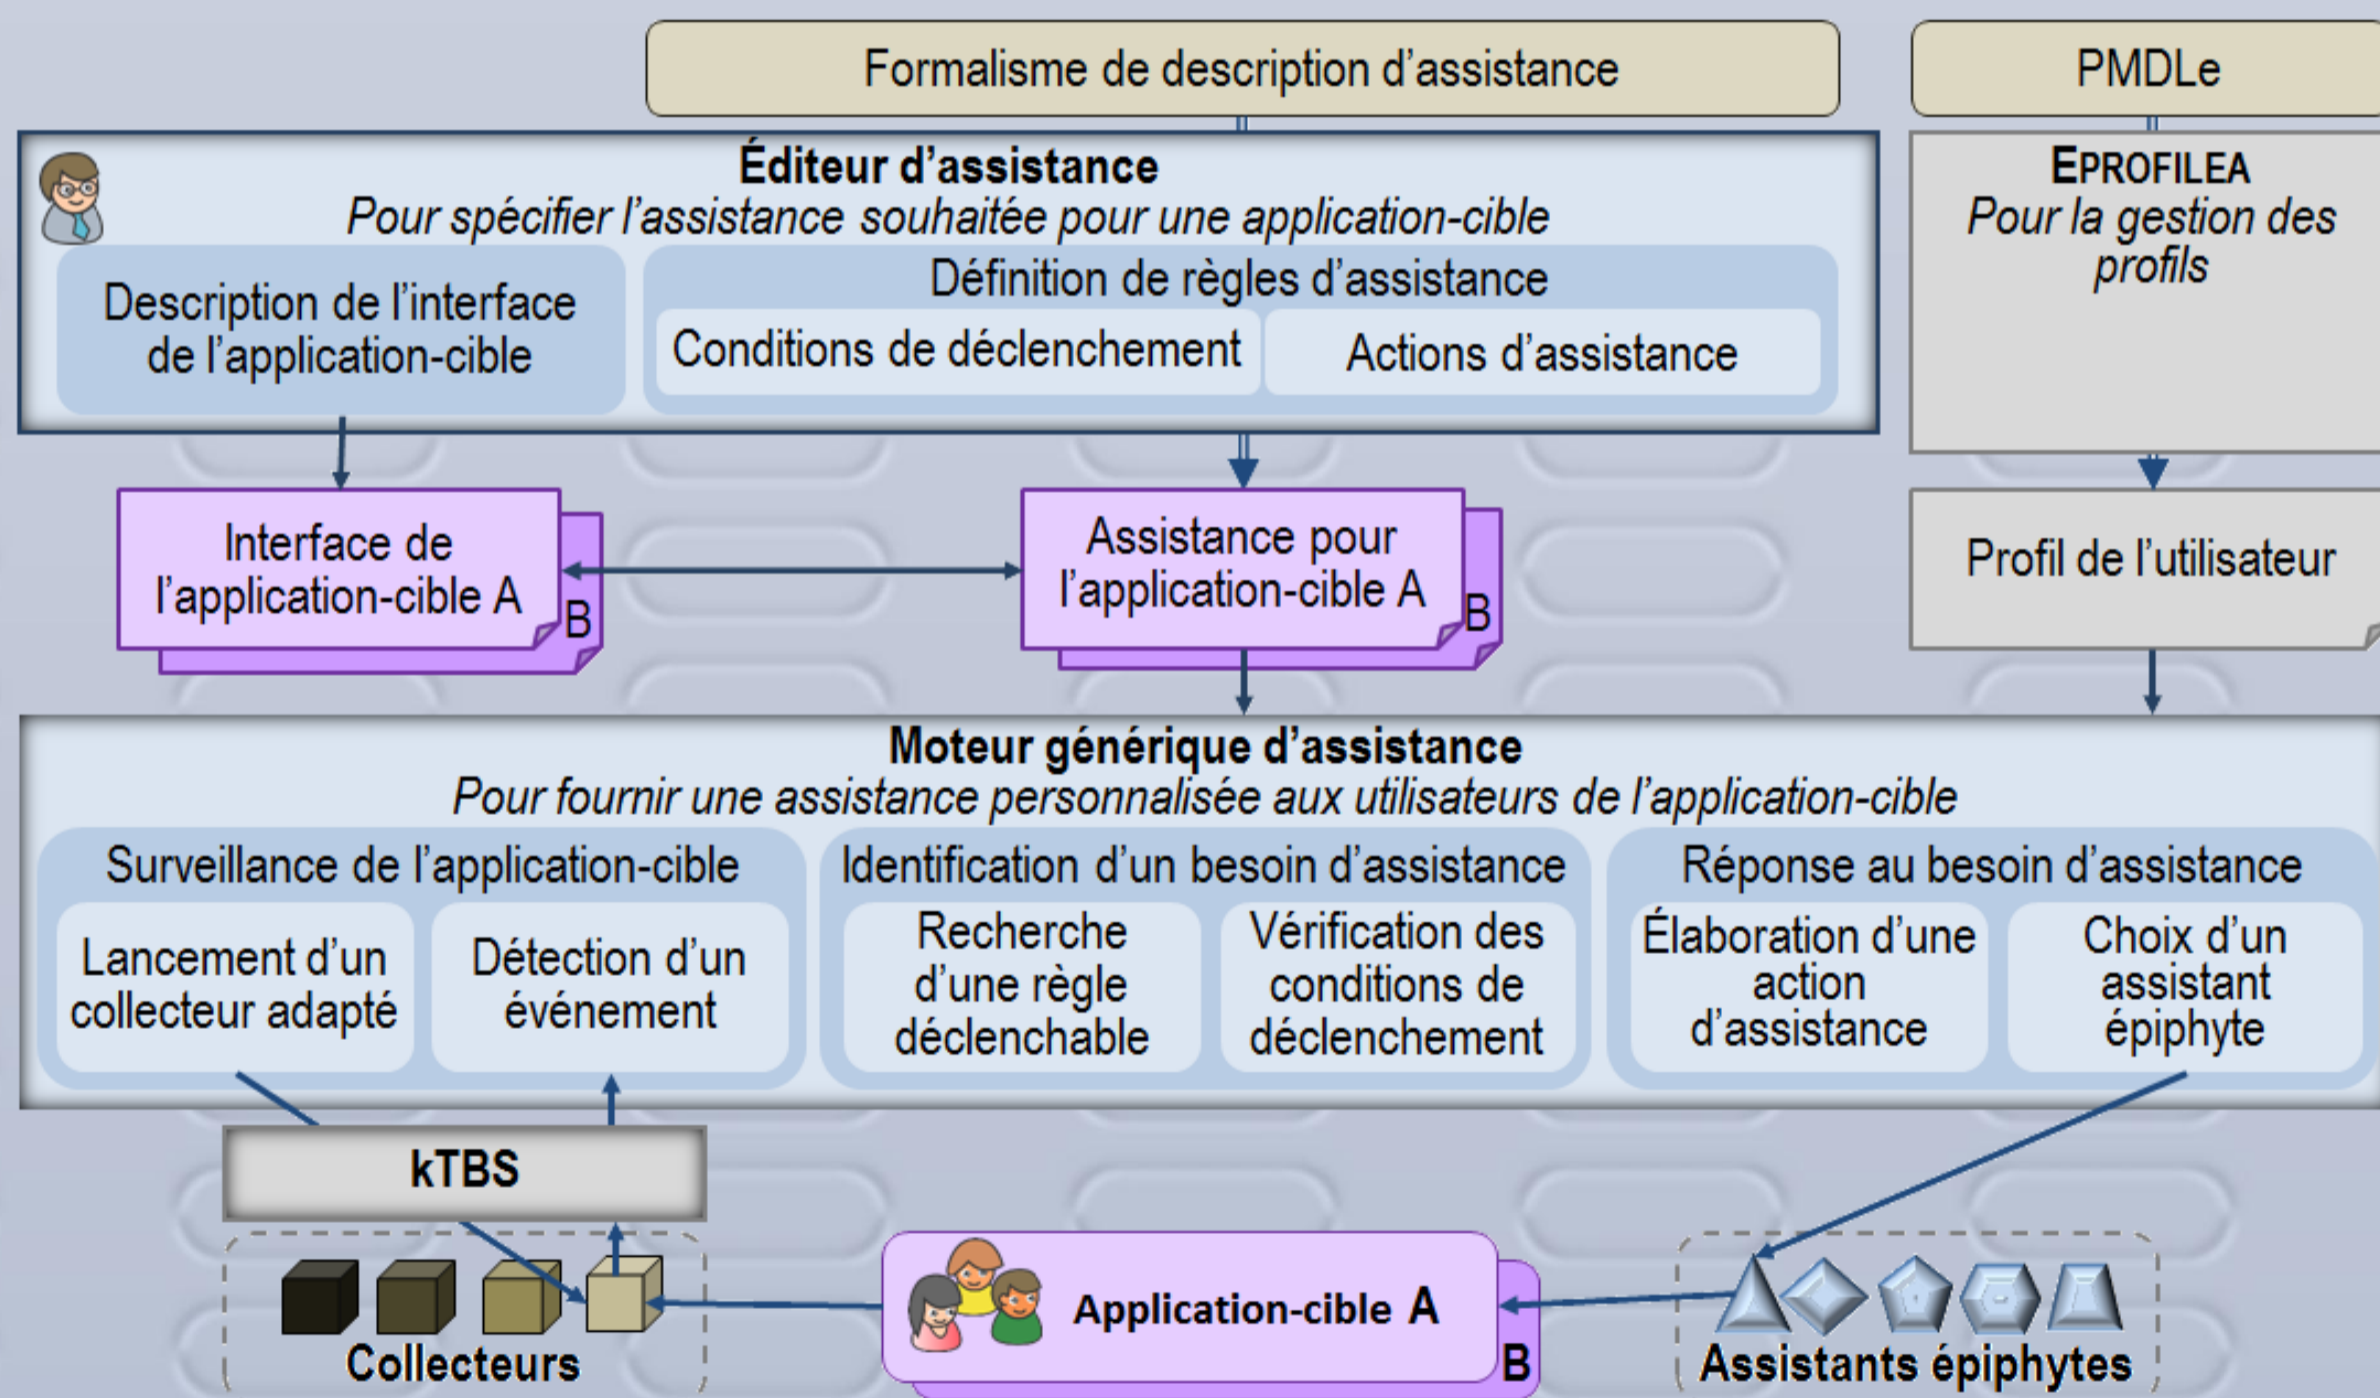 Formalisme de description d’assistance
PMDLe
Éditeur d’assistance
Pour spécifier l’assistance souhaitée pour une application-cible
Description de l’interface
de l’application-cible
Définition de règles d’assistance
Conditions de déclenchement
Actions d’assistance
EPROFILEA
Pour la gestion des
profils
Interface de
l’application-cible A
B
Assistance pour
l’application-cible A
B
Profil de l’utilisateur
Moteur générique d’assistance
Pour fournir une assistance personnalisée aux utilisateurs de l’application-cible
Surveillance de l’application-cible
Lancement d’un
collecteur adapté
Détection d’un
événement
Identification d’un besoin d’assistance
Recherche
d’une règle
déclenchable
Vérification des
conditions de
déclenchement
Réponse au besoin d’assistance
Élaboration d’une
action
d’assistance
Choix d’un
assistant
épiphyte
kTBS
Collecteurs
Application-cible A
B
Assistants épiphytes